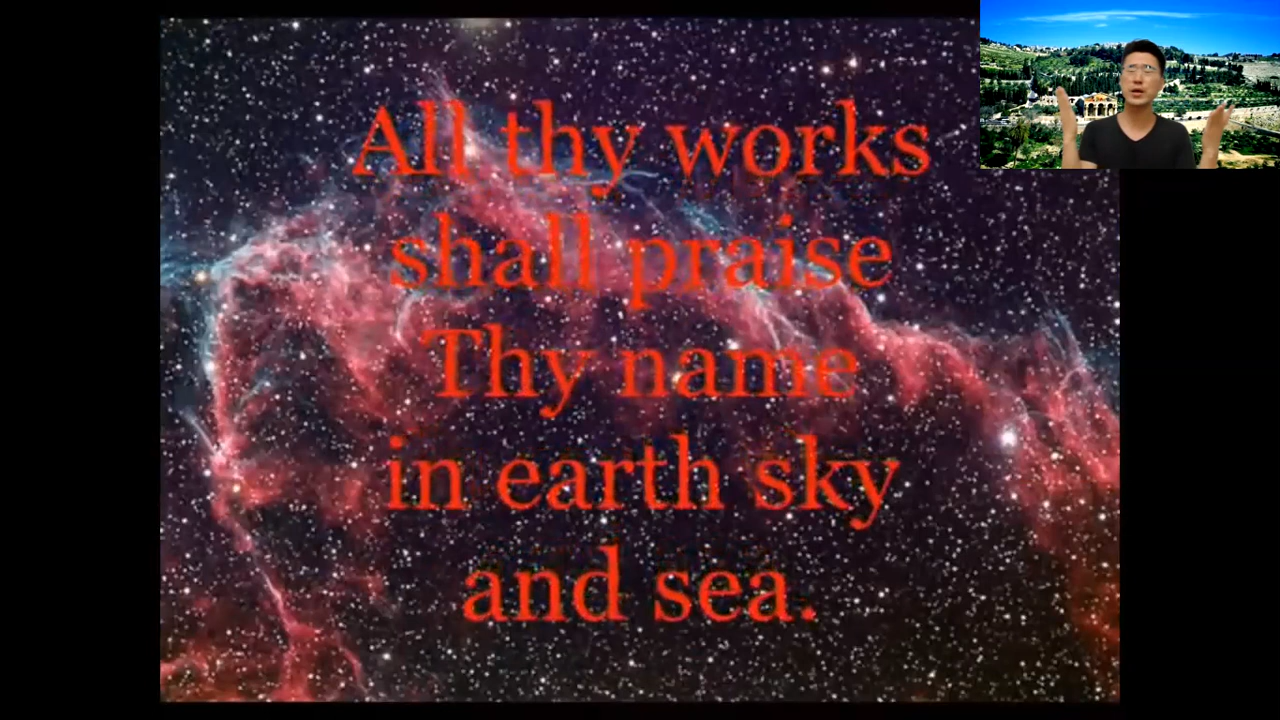 All thy works
shall praise
Thy name
in earth sky
and sea.